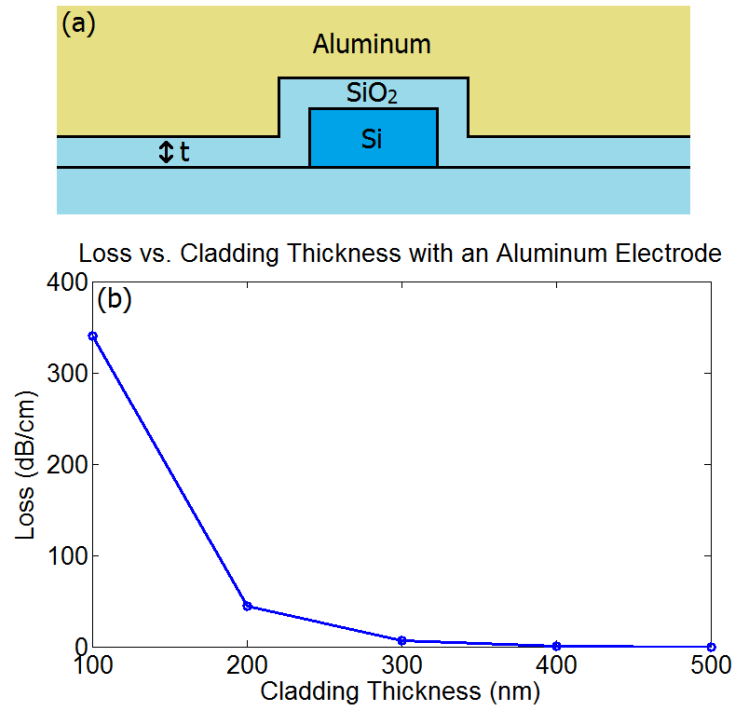 (a)
Aluminum
SiO₂
Si
t
Loss vs. Cladding Thickness with an Aluminum Electrode
(b)
400
300
200
100
0
Loss (dB/cm)
100 200 300 400 500
Cladding Thickness (nm)